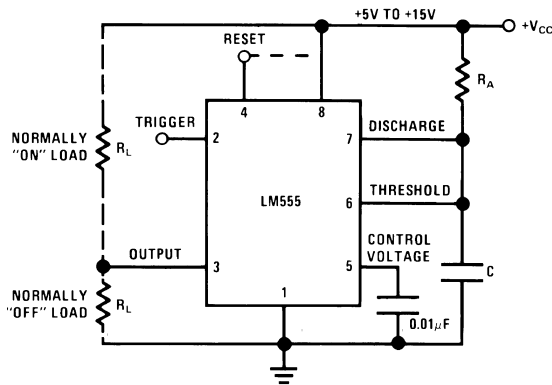 +5V TO +15V
+VCC
RESET
RA
4
8
TRIGGER
2
7
DISCHARGE
NORMALLY
"ON" LOAD
RL
LM555
6
THRESHOLD
OUTPUT
3
5
CONTROL
VOLTAGE
C
NORMALLY
"OFF" LOAD
RL
1
0.01μF